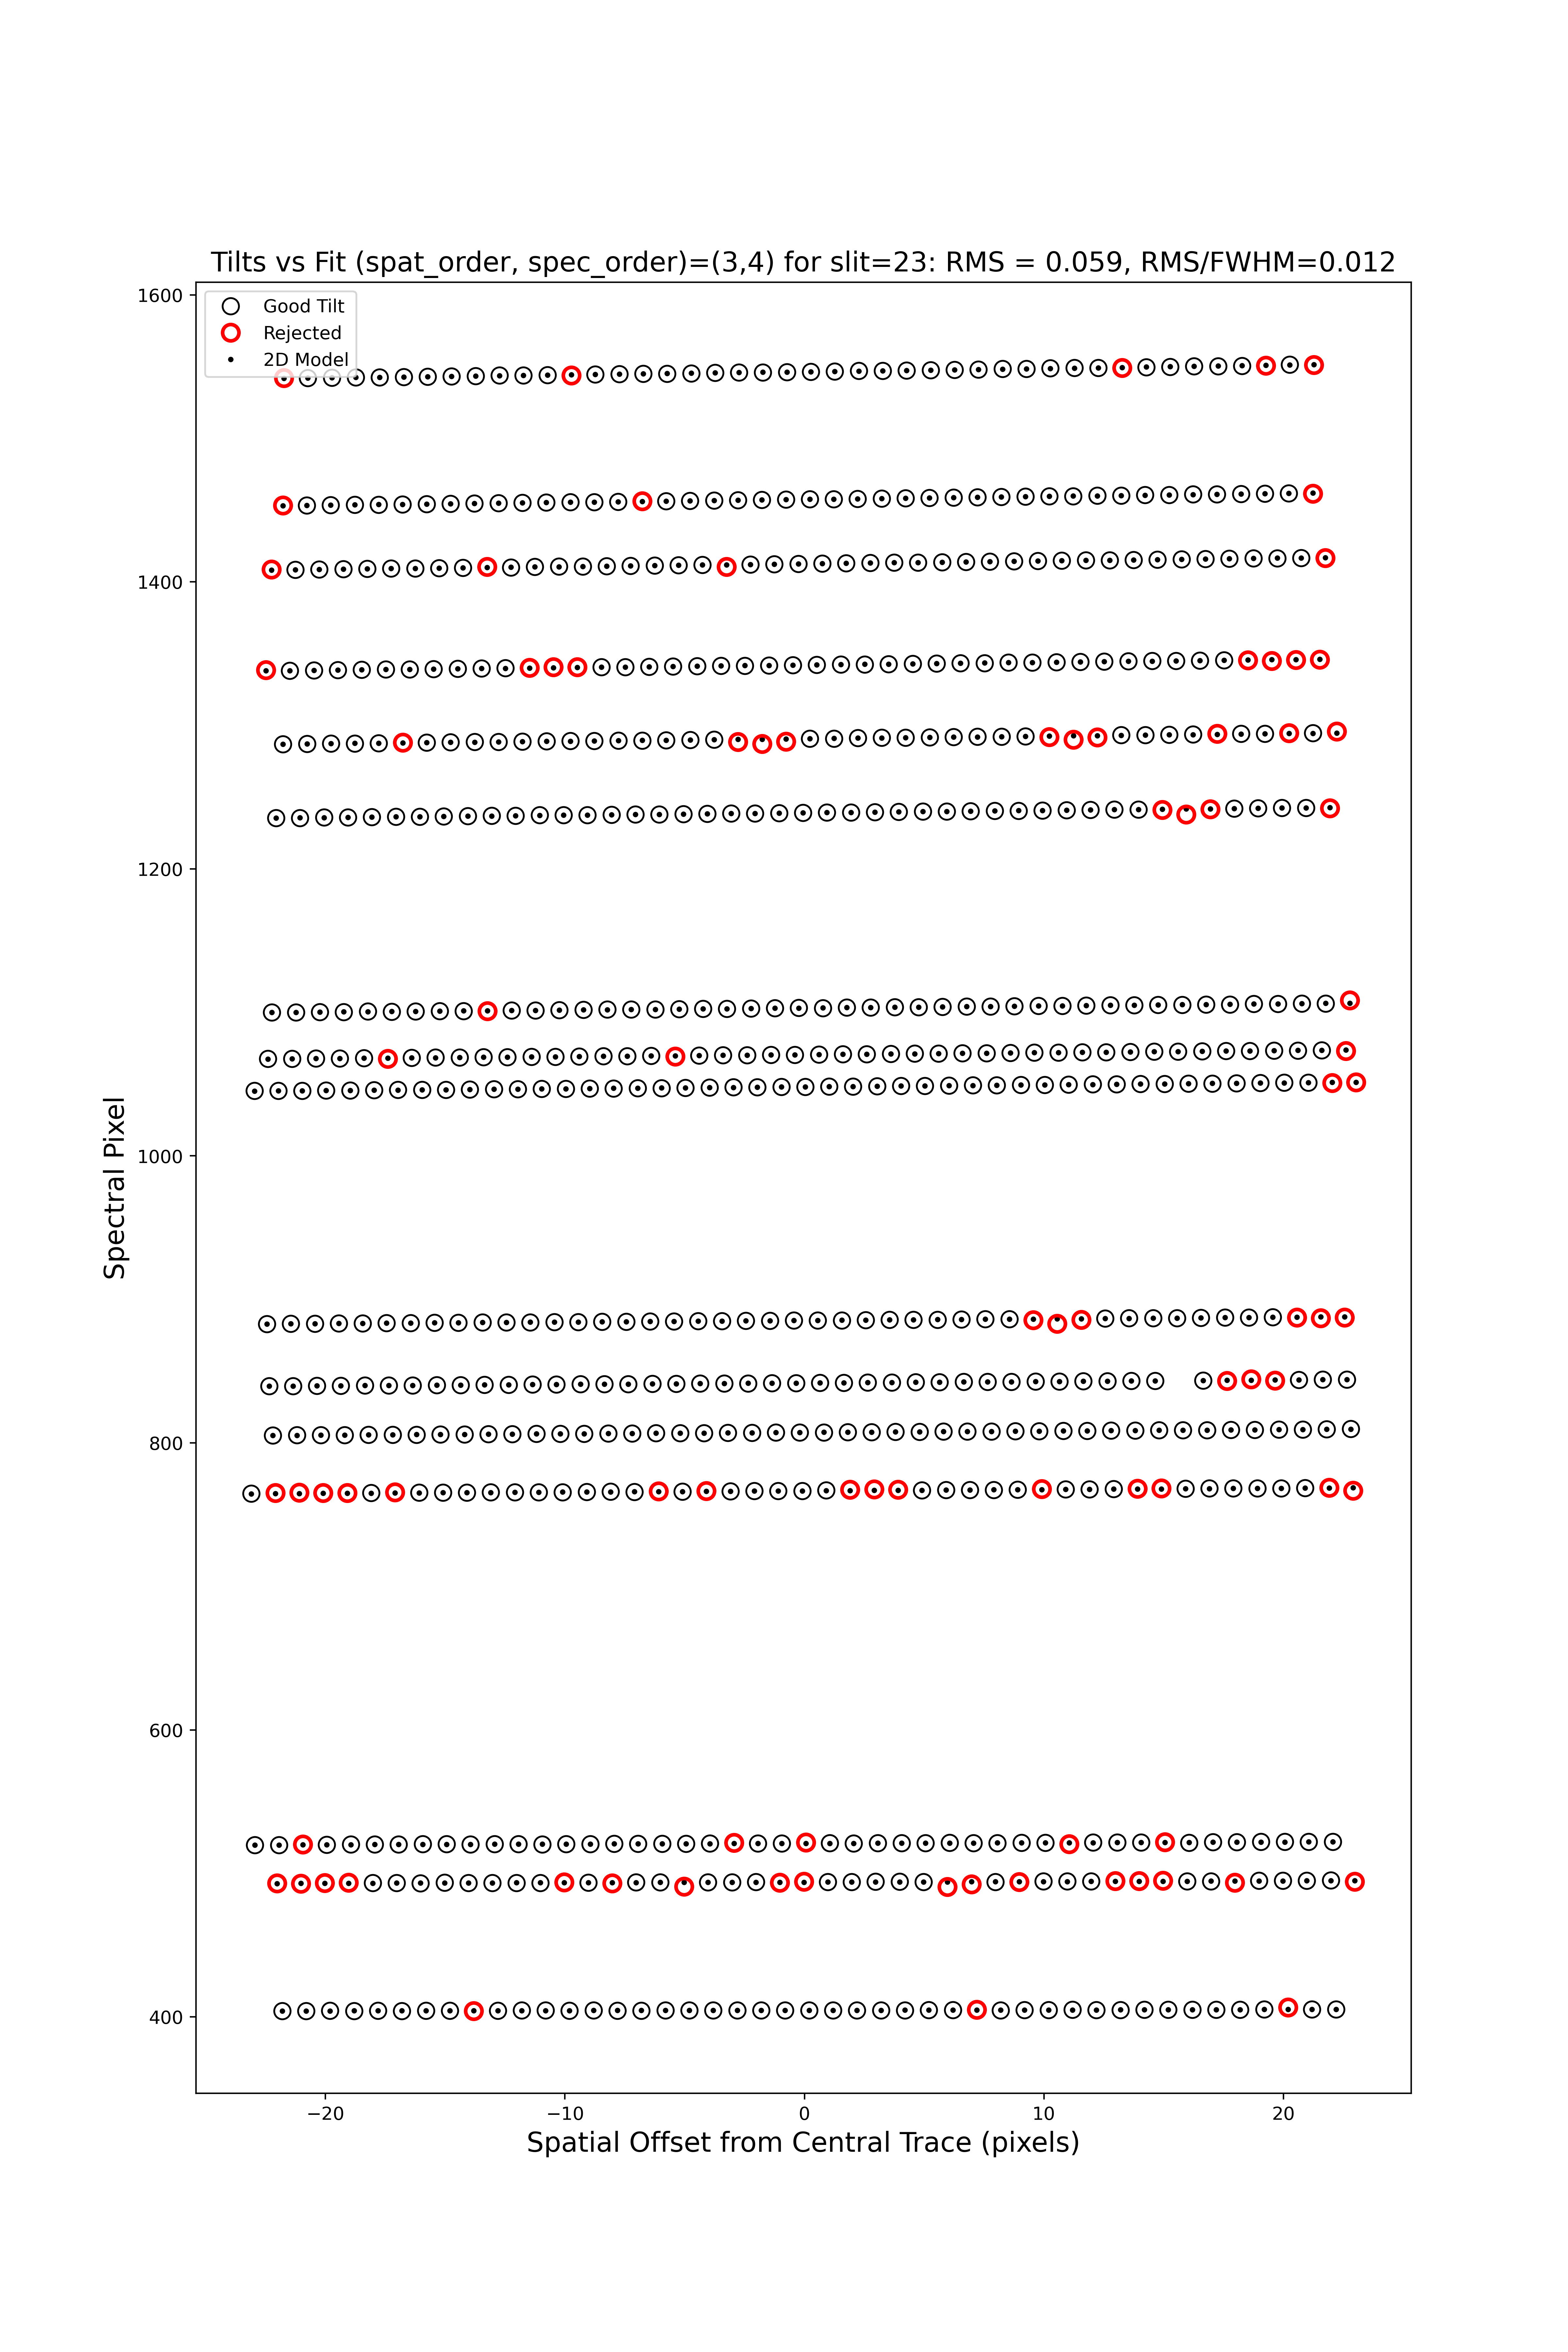 Tilts vs Fit (spat_order, spec_order)=(3,4) for slit=23: RMS = 0.059, RMS/FWHM=0.012
Good Tilt
Rejected
2D Model
1600
1400
1200
1000
800
600
400
Spectral Pixel
−20
−10
0
10
20
Spatial Offset from Central Trace (pixels)